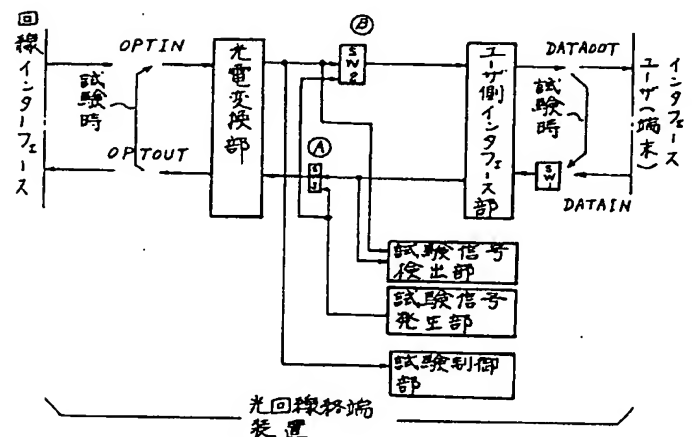 回線インターフェース
OPTIN
試験時
OPTOUT
光電変換部
Ⓑ
SW2
Ⓐ
ユーザ側インタフェース部
DATAOUT
試験時
SW1
DATAIN
インタフェース
ユーザ(端末)
試験信号
検出部
試験信号
発生部
試験制御
部
光回線終端
装置